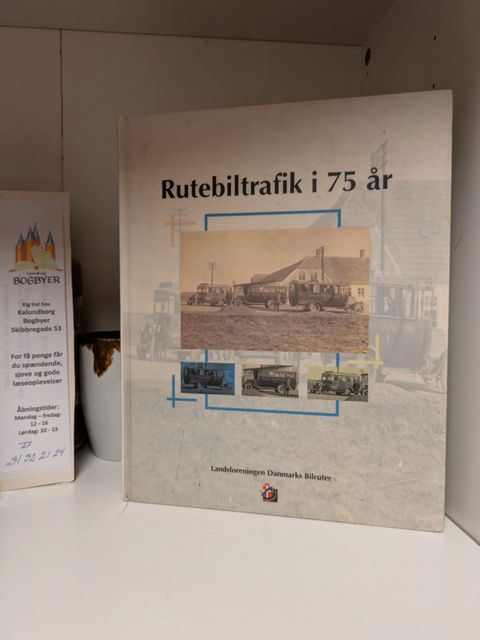 Rutebiltrafik i 75 år
Landsforeningen Danmarks Bilruter
Kalundborg
BOGBYER
Kig ind hos
Kalundborg
Bogbyer
Skibbrogade 53
For få penge får
du spændende,
sjove og gode
læseoplevelser
Åbningstider:
Mandag - fredag:
12 - 16
Lørdag: 10 - 13